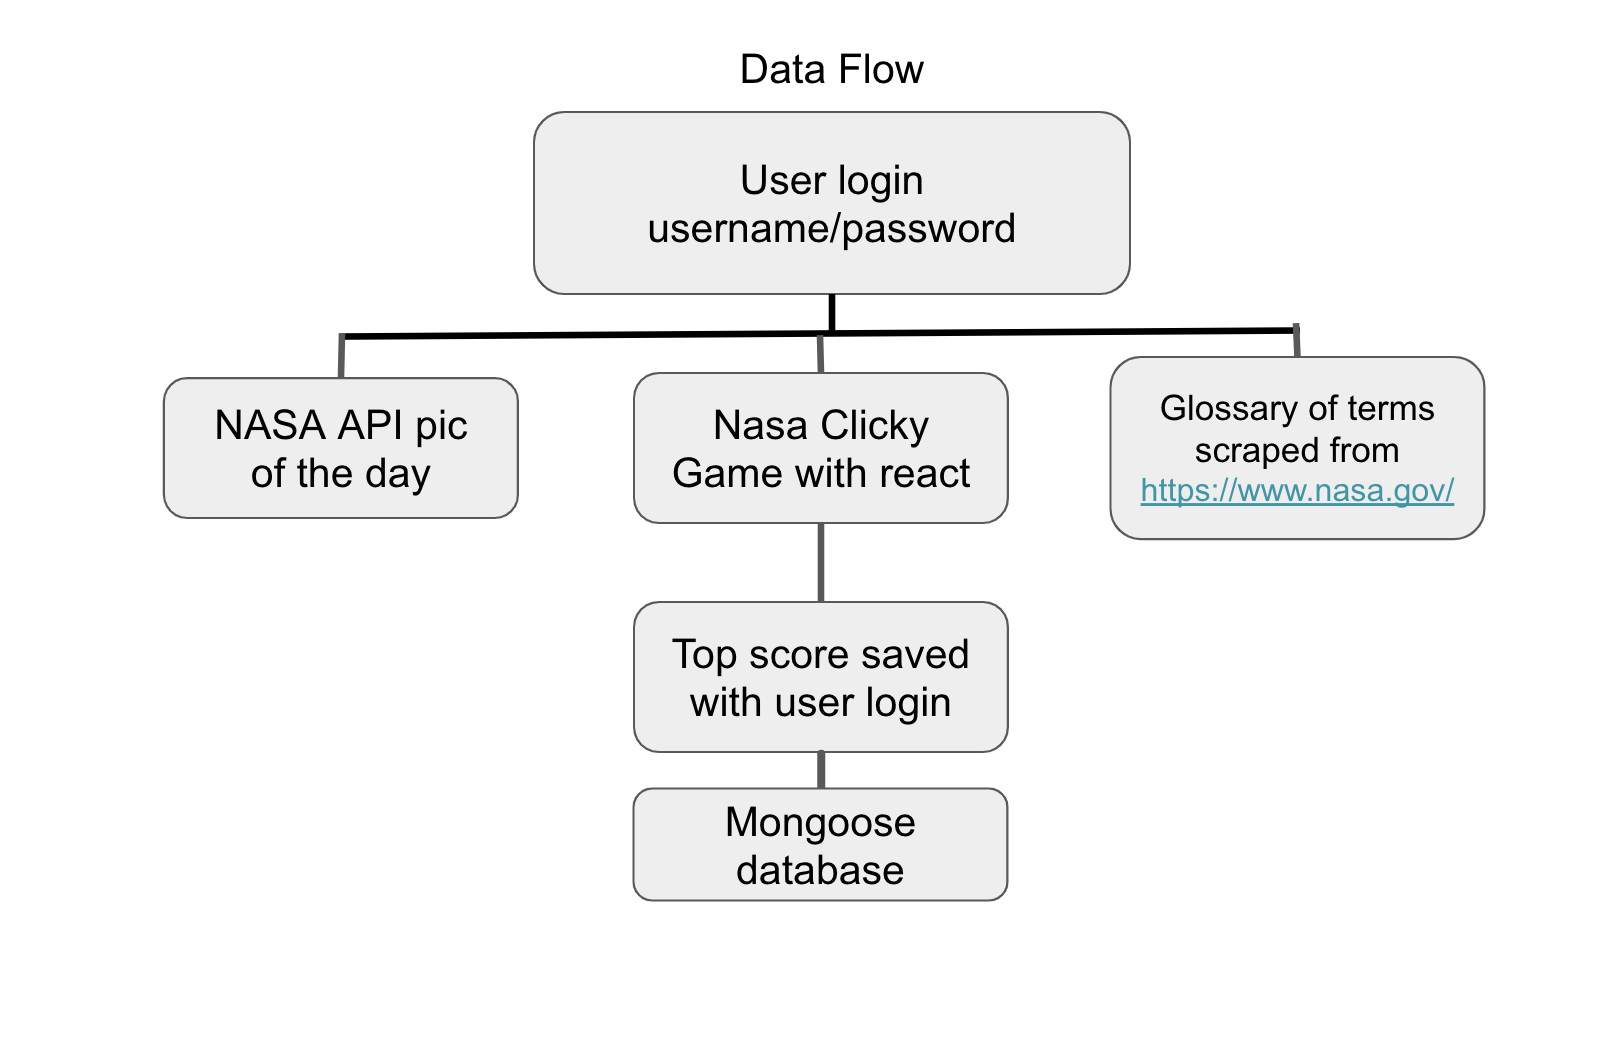 Data Flow
User login
username/password
NASA API pic
of the day
Nasa Clicky
Game with react
Glossary of terms
scraped from
https://www.nasa.gov/
Top score saved
with user login
Mongoose
database